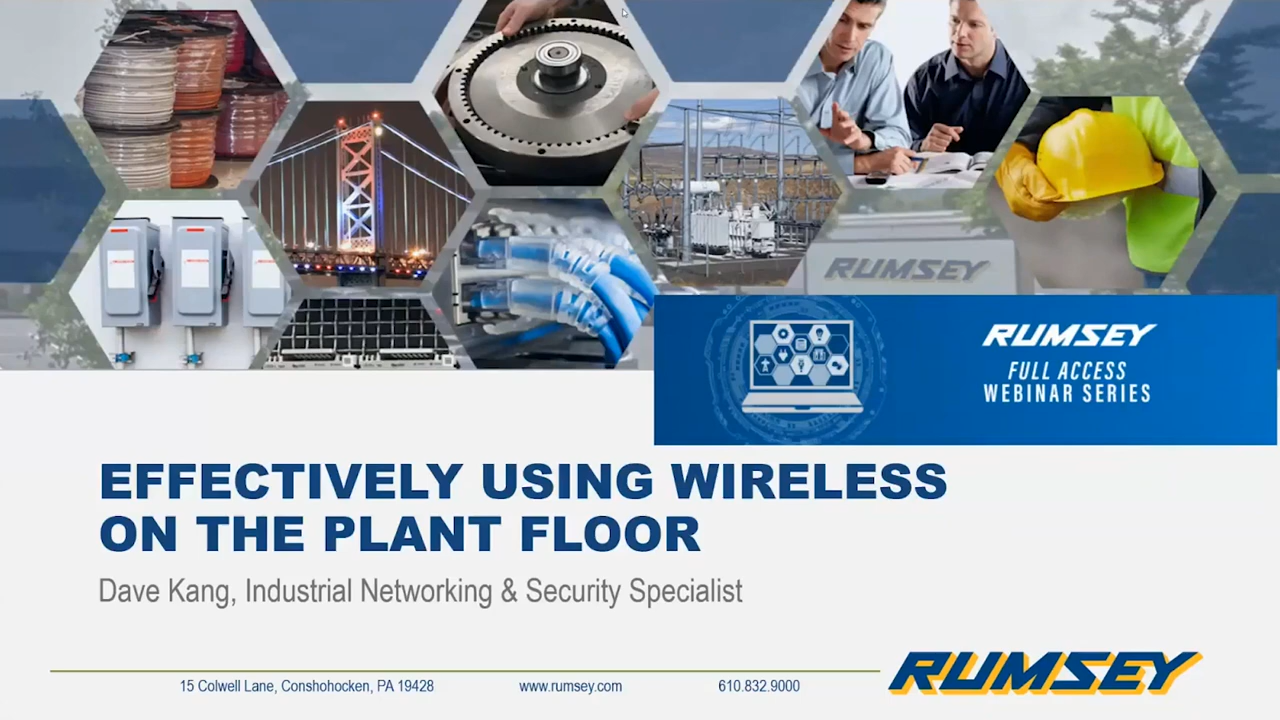 RUMSEY
RUMSEY
FULL ACCESS
WEBINAR SERIES
EFFECTIVELY USING WIRELESS
ON THE PLANT FLOOR
Dave Kang, Industrial Networking & Security Specialist
15 Colwell Lane, Conshohocken, PA 19428 www.rumsey.com 610.832.9000
RUMSEY